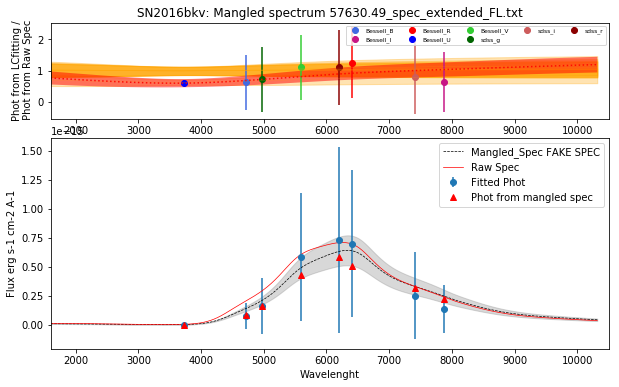 SN2016bkv: Mangled spectrum 57630.49_spec_extended_FL.txt
Phot from LCfitting /
Phot from Raw Spec
2
1
0
Bessell_B
Bessell_I
Bessell_R
Bessell_U
Bessell_V
sdss_g
sdss_i
sdss_r
2000 3000 4000 5000 6000 7000 8000 9000 10000
Flux erg s-1 cm-2 A-1
1.50
1.25
1.00
0.75
0.50
0.25
0.00
Mangled_Spec FAKE SPEC
Raw Spec
Fitted Phot
Phot from mangled spec
2000 3000 4000 5000 6000 7000 8000 9000 10000
Wavelenght